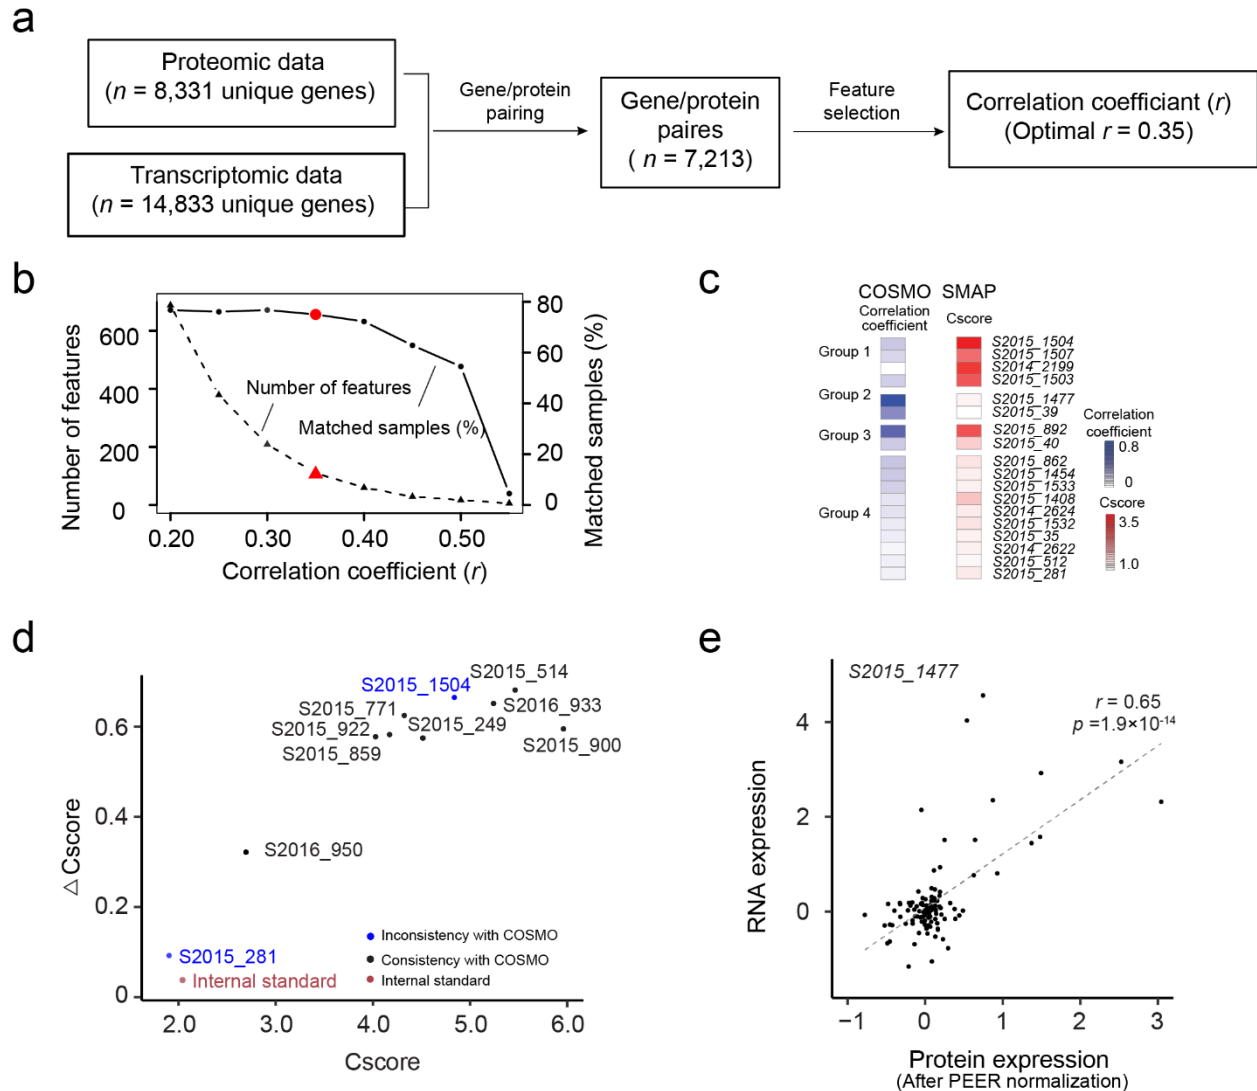 a
Proteomic data
(n = 8,331 unique genes)
Transcriptomic data
(n = 14,833 unique genes)
Gene/protein
pairing
Gene/protein
paires
( n = 7,213)
Feature
selection
Correlation coefficiant (r)
(Optimal r = 0.35)
b
Number of features
600
400
200
0
Number of features
Matched samples (%)
80
60
40
20
0
Matched samples (%)
0.20
0.30
0.40
0.50
Correlation coefficient (r)
c
COSMO
SMAP
Correlation
coefficient
Cscore
Group 1
Group 2
Group 3
Group 4
S2015_1504
S2015_1507
S2014_2199
S2015_1503
S2015_1477
S2015_39
S2015_892
S2015_40
S2015_862
S2015_1454
S2015_1533
S2015_1408
S2014_2624
S2015_1532
S2015_35
S2014_2622
S2015_512
S2015_281
Correlation
coefficient
0.8
0
Cscore
3.5
1.0
d
△Cscore
0.6
0.4
0.2
0
S2015_514
S2015_1504
S2016_933
S2015_771
S2015_249
S2015_922
S2015_900
S2015_859
S2016_950
S2015_281
Internal standard
Inconsistency with COSMO
Consistency with COSMO
Internal standard
2.0
3.0
4.0
5.0
6.0
Cscore
e
S2015_1477
r = 0.65
p =1.9×10⁻¹⁴
RNA expression
4
2
0
−1
0
1
2
3
Protein expression
(After PEER normalization)